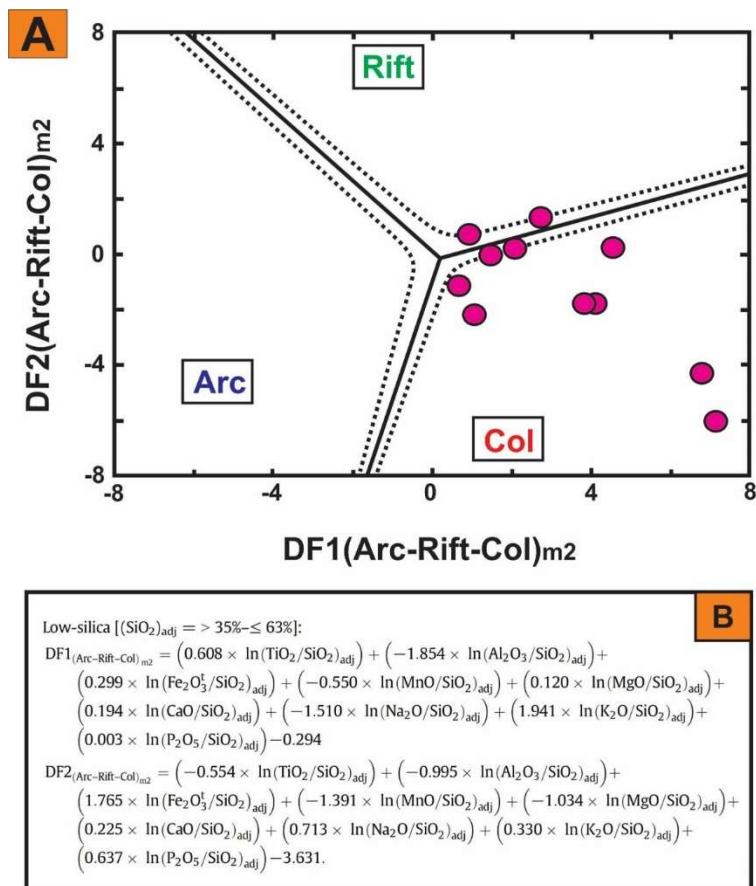 A
8
4
0
-4
-8
DF2(Arc-Rift-Col)m2
Rift
Arc
Col
-8 -4 0 4 8
DF1(Arc-Rift-Col)m2
B
Low-silica [(SiO₂)adj = > 35%–≤ 63%]:
DF1(Arc–Rift–Col)m2 = (0.608 × ln(TiO₂/SiO₂)adj) + (−1.854 × ln(Al₂O₃/SiO₂)adj)+
(0.299 × ln(Fe₂O₃ᵗ/SiO₂)adj) + (−0.550 × ln(MnO/SiO₂)adj) + (0.120 × ln(MgO/SiO₂)adj)+
(0.194 × ln(CaO/SiO₂)adj) + (−1.510 × ln(Na₂O/SiO₂)adj) + (1.941 × ln(K₂O/SiO₂)adj)+
(0.003 × ln(P₂O₅/SiO₂)adj)−0.294
DF2(Arc–Rift–Col)m2 = (−0.554 × ln(TiO₂/SiO₂)adj) + (−0.995 × ln(Al₂O₃/SiO₂)adj)+
(1.765 × ln(Fe₂O₃ᵗ/SiO₂)adj) + (−1.391 × ln(MnO/SiO₂)adj) + (−1.034 × ln(MgO/SiO₂)adj)+
(0.225 × ln(CaO/SiO₂)adj) + (0.713 × ln(Na₂O/SiO₂)adj) + (0.330 × ln(K₂O/SiO₂)adj)+
(0.637 × ln(P₂O₅/SiO₂)adj)−3.631.